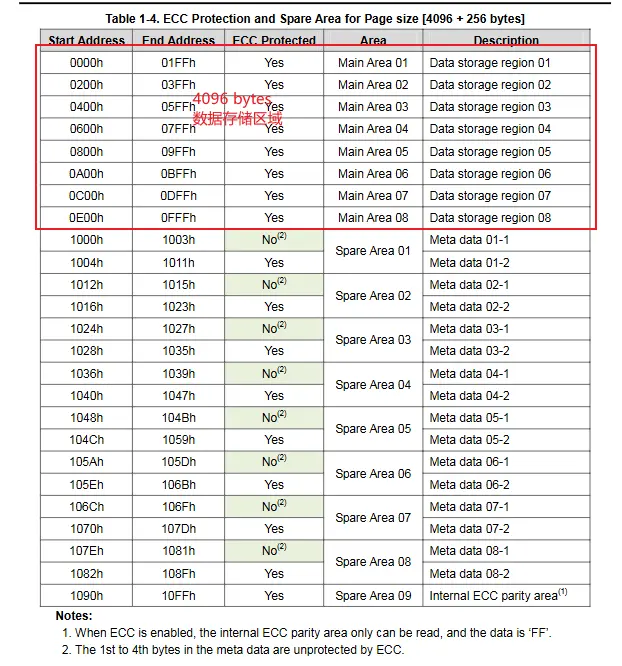 Table 1-4. ECC Protection and Spare Area for Page size [4096 + 256 bytes]
Start Address End Address ECC Protected Area Description
0000h 01FFh Yes Main Area 01 Data storage region 01
0200h 03FFh Yes Main Area 02 Data storage region 02
4096 bytes
0400h 05FFh Yes Main Area 03 Data storage region 03
数据存储区域
0600h 07FFh Yes Main Area 04 Data storage region 04
0800h 09FFh Yes Main Area 05 Data storage region 05
0A00h 0BFFh Yes Main Area 06 Data storage region 06
0C00h 0DFFh Yes Main Area 07 Data storage region 07
0E00h 0FFFh Yes Main Area 08 Data storage region 08
1000h 1003h No(2) Spare Area 01 Meta data 01-1
1004h 1011h Yes Meta data 01-2
1012h 1015h No(2) Spare Area 02 Meta data 02-1
1016h 1023h Yes Meta data 02-2
1024h 1027h No(2) Spare Area 03 Meta data 03-1
1028h 1035h Yes Meta data 03-2
1036h 1039h No(2) Spare Area 04 Meta data 04-1
1040h 1047h Yes Meta data 04-2
1048h 104Bh No(2) Spare Area 05 Meta data 05-1
104Ch 1059h Yes Meta data 05-2
105Ah 105Dh No(2) Spare Area 06 Meta data 06-1
105Eh 106Bh Yes Meta data 06-2
106Ch 106Fh No(2) Spare Area 07 Meta data 07-1
1070h 107Dh Yes Meta data 07-2
107Eh 1081h No(2) Spare Area 08 Meta data 08-1
1082h 108Fh Yes Meta data 08-2
1090h 10FFh Yes Spare Area 09 Internal ECC parity area(1)
Notes:
1. When ECC is enabled, the internal ECC parity area only can be read, and the data is ‘FF’.
2. The 1st to 4th bytes in the meta data are unprotected by ECC.